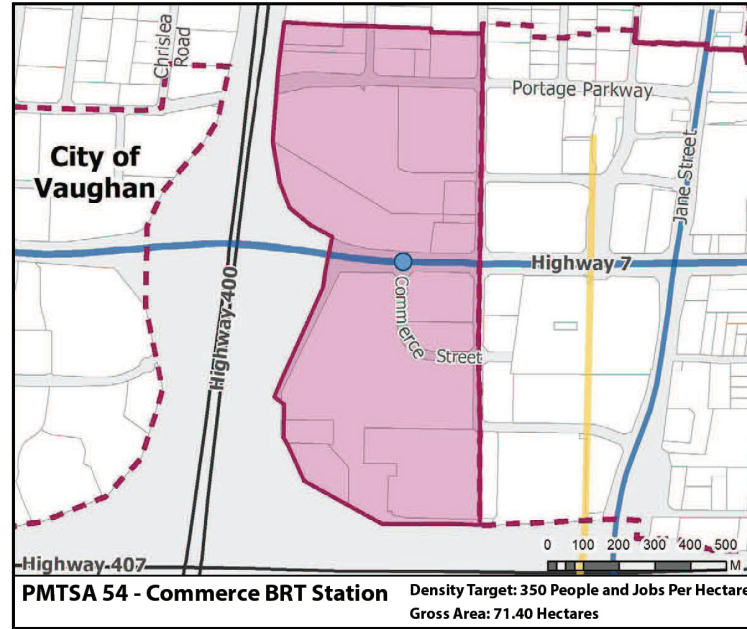 Chrislea
Road
Portage Parkway
City of
Vaughan
Jane Street
Highway 7
Highway 400
Commerce Street
0 100 200 300 400 500
M
Highway 407
PMTSA 54 - Commerce BRT Station
Density Target: 350 People and Jobs Per Hectare
Gross Area: 71.40 Hectares